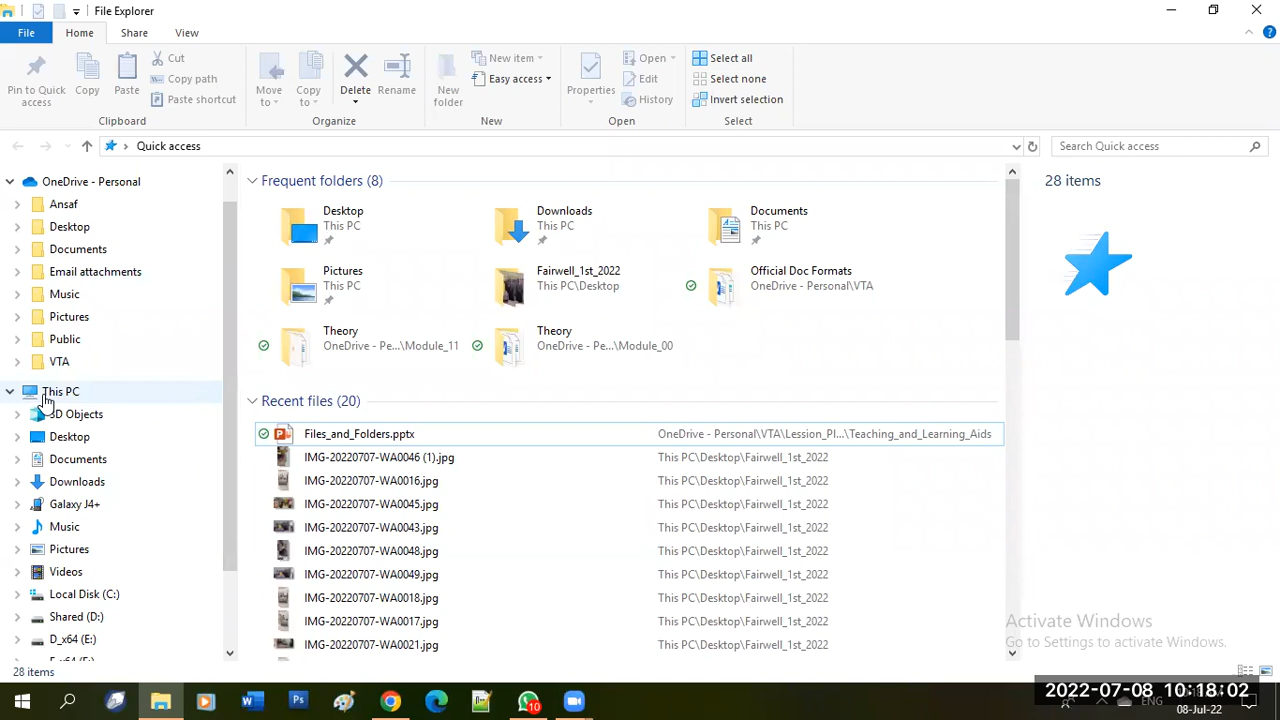 File Explorer
File
Home
Share
View
Pin to Quick access
Copy
Paste
Cut
Copy path
Paste shortcut
Clipboard
Move to
Copy to
Delete
Rename
Organize
New folder
New item
Easy access
New
Properties
Open
Edit
History
Open
Select all
Select none
Invert selection
Select
Quick access
Search Quick access
OneDrive - Personal
Ansaf
Desktop
Documents
Email attachments
Music
Pictures
Public
VTA
This PC
3D Objects
Desktop
Documents
Downloads
Galaxy J4+
Music
Pictures
Videos
Local Disk (C:)
Shared (D:)
D_x64 (E:)
Frequent folders (8)
Desktop
This PC
Downloads
This PC
Documents
This PC
Pictures
This PC
Fairwell_1st_2022
This PC\Desktop
Official Doc Formats
OneDrive - Personal\VTA
Theory
OneDrive - Pe...\Module_11
Theory
OneDrive - Pe...\Module_00
Recent files (20)
Files_and_Folders.pptx OneDrive - Personal\VTA\Lession_Pl...\Teaching_and_Learning_Aids
IMG-20220707-WA0046 (1).jpg This PC\Desktop\Fairwell_1st_2022
IMG-20220707-WA0016.jpg This PC\Desktop\Fairwell_1st_2022
IMG-20220707-WA0045.jpg This PC\Desktop\Fairwell_1st_2022
IMG-20220707-WA0043.jpg This PC\Desktop\Fairwell_1st_2022
IMG-20220707-WA0048.jpg This PC\Desktop\Fairwell_1st_2022
IMG-20220707-WA0049.jpg This PC\Desktop\Fairwell_1st_2022
IMG-20220707-WA0018.jpg This PC\Desktop\Fairwell_1st_2022
IMG-20220707-WA0017.jpg This PC\Desktop\Fairwell_1st_2022
IMG-20220707-WA0021.jpg This PC\Desktop\Fairwell_1st_2022
28 items
Activate Windows
Go to Settings to activate Windows.
28 items
W
Ps
10
2022-07-08 10:18:02
ENG
08-Jul-22